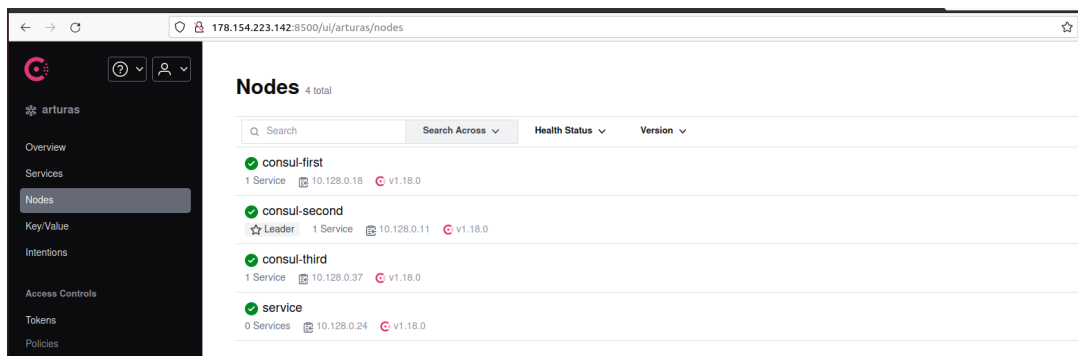 178.154.223.142:8500/ui/arturas/nodes
arturas
Overview
Services
Nodes
Key/Value
Intentions
Access Controls
Tokens
Policies
Nodes 4 total
Search Search Across Health Status Version
consul-first
1 Service 10.128.0.18 v1.18.0
consul-second
Leader 1 Service 10.128.0.11 v1.18.0
consul-third
1 Service 10.128.0.37 v1.18.0
service
0 Services 10.128.0.24 v1.18.0